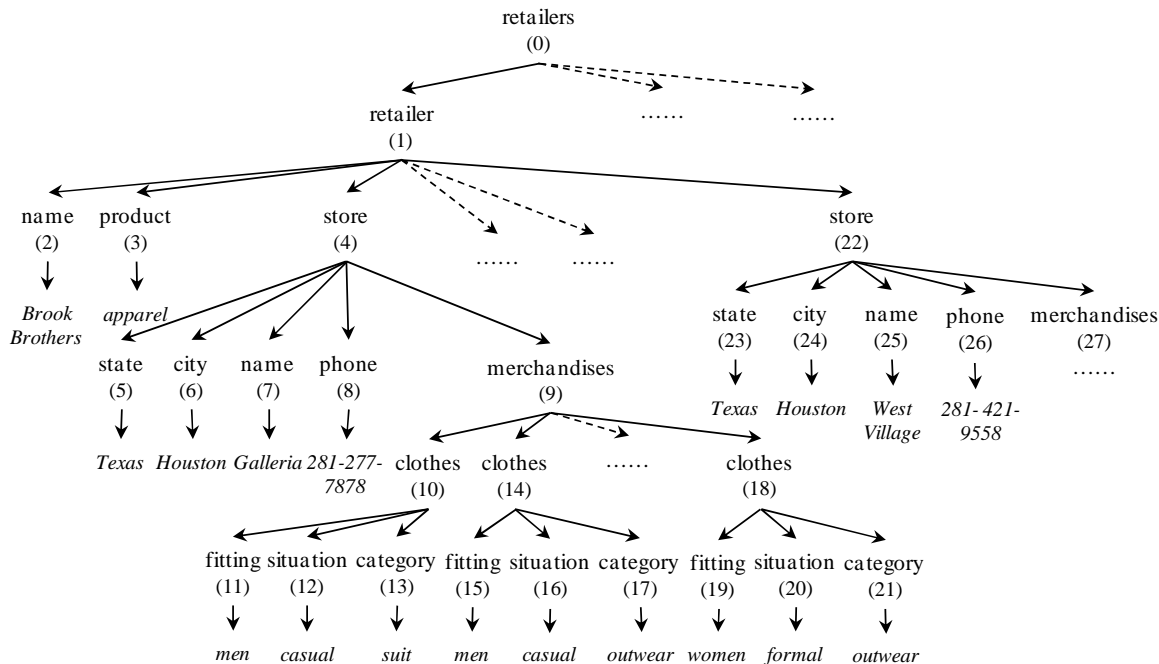 retailers
(0)
retailer
(1)
......
......
name
(2)
product
(3)
store
(4)
......
......
store
(22)
Brook
Brothers
apparel
state
(5)
city
(6)
name
(7)
phone
(8)
merchandises
(9)
state
(23)
city
(24)
name
(25)
phone
(26)
merchandises
(27)
......
Texas
Houston
Galleria
281-277-
7878
Texas
Houston
West
Village
281-421-
9558
clothes
(10)
clothes
(14)
......
clothes
(18)
fitting
(11)
situation
(12)
category
(13)
fitting
(15)
situation
(16)
category
(17)
fitting
(19)
situation
(20)
category
(21)
men
casual
suit
men
casual
outwear
women
formal
outwear